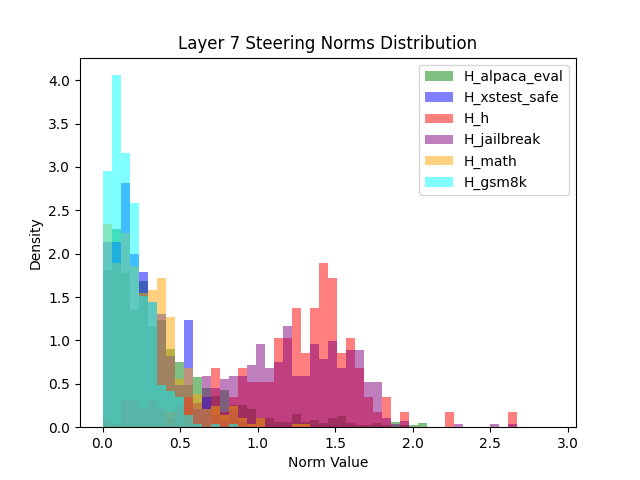 Layer 7 Steering Norms Distribution
H_alpaca_eval
H_xstest_safe
H_h
H_jailbreak
H_math
H_gsm8k
Density
4.0
3.5
3.0
2.5
2.0
1.5
1.0
0.5
0.0
0.0 0.5 1.0 1.5 2.0 2.5 3.0
Norm Value